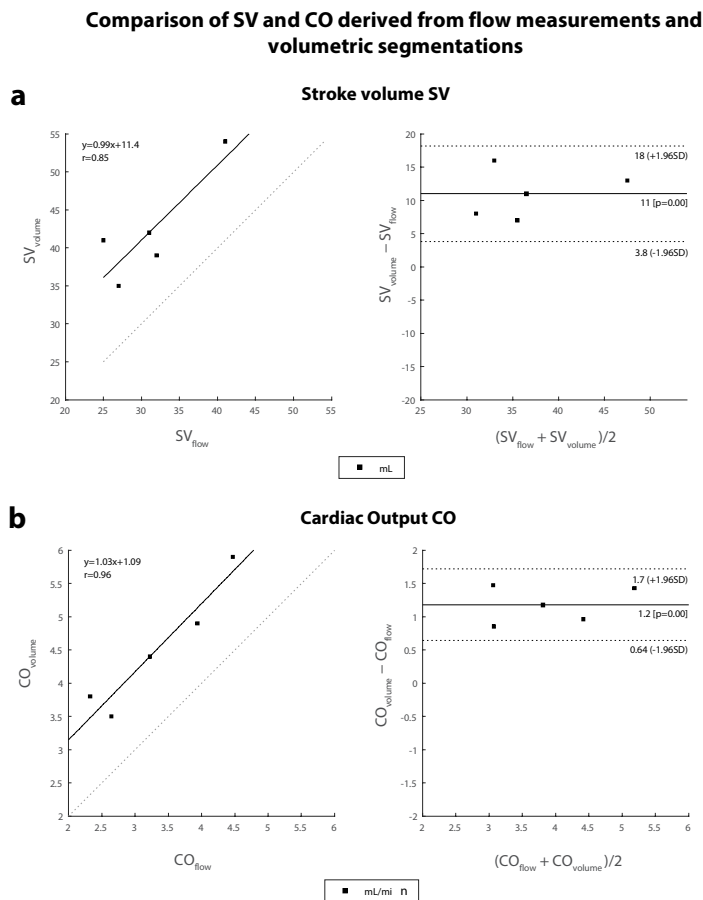 Comparison of SV and CO derived from flow measurements and
volumetric segmentations
a
Stroke volume SV
y=0.99x+11.4
r=0.85
55
50
45
40
35
30
25
20
SVvolume
20 25 30 35 40 45 50 55
SVflow
20
15
10
5
0
-5
-10
-15
-20
SVvolume – SVflow
18 (+1.96SD)
11 [p=0.00]
3.8 (-1.96SD)
25 30 35 40 45 50
(SVflow + SVvolume)/2
mL
b
Cardiac Output CO
y=1.03x+1.09
r=0.96
6
5.5
5
4.5
4
3.5
3
2.5
2
COvolume
2 2.5 3 3.5 4 4.5 5 5.5 6
COflow
2
1.5
1
0.5
0
-0.5
-1
-1.5
-2
COvolume – COflow
1.7 (+1.96SD)
1.2 [p=0.00]
0.64 (-1.96SD)
2 2.5 3 3.5 4 4.5 5 5.5 6
(COflow + COvolume)/2
mL/mi n